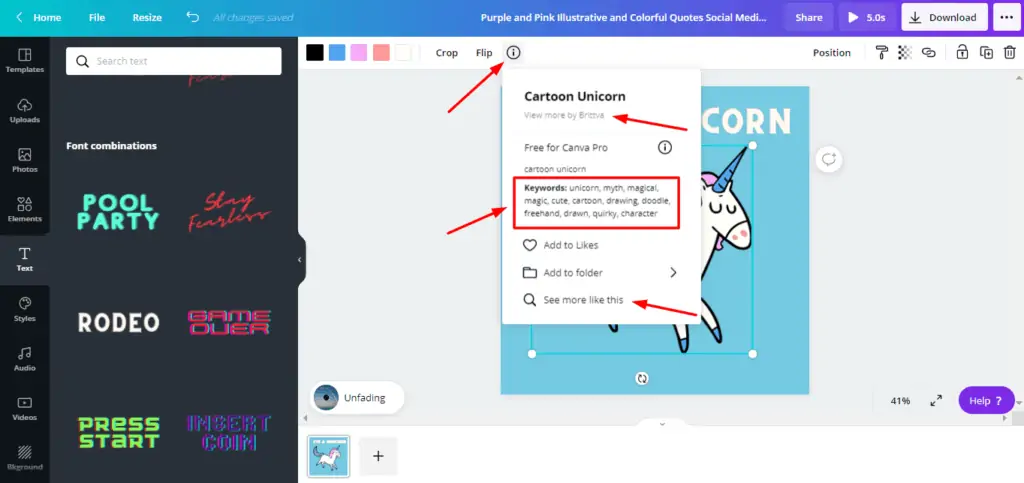 Home File Resize All changes saved Purple and Pink Illustrative and Colorful Quotes Social Medi... Share 5.0s Download
Templates
Uploads
Photos
Elements
Text
Styles
Audio
Videos
Bkground
Search text
Font combinations
POOL
PARTY
Stay
Fearless
RODEO
GAME
OVER
PRESS
START
INSERT
COIN
Crop Flip Position
Cartoon Unicorn
View more by Brittva
Free for Canva Pro
cartoon unicorn
Keywords: unicorn, myth, magical,
magic, cute, cartoon, drawing, doodle,
freehand, drawn, quirky, character
Add to Likes
Add to folder
See more like this
CORN
Unfading
41%
Help ?